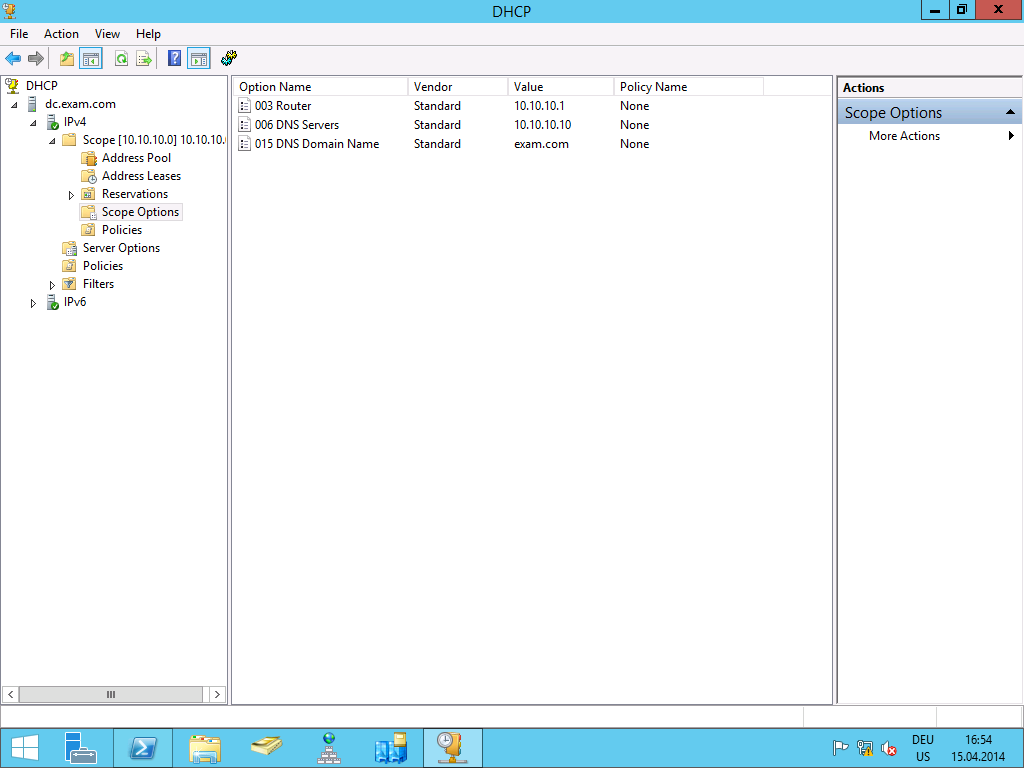 DHCP
File Action View Help
DHCP
dc.exam.com
IPv4
Scope [10.10.10.0] 10.10.10.
Address Pool
Address Leases
Reservations
Scope Options
Policies
Server Options
Policies
Filters
IPv6
Option Name Vendor Value Policy Name
003 Router Standard 10.10.10.1 None
006 DNS Servers Standard 10.10.10.10 None
015 DNS Domain Name Standard exam.com None
Actions
Scope Options
More Actions
DEU 16:54
US 15.04.2014